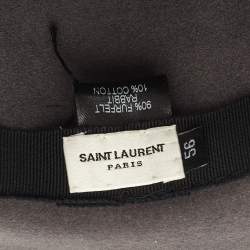 90% FURFELT
RABBIT
10% COTTON
SAINT LAURENT
PARIS
56